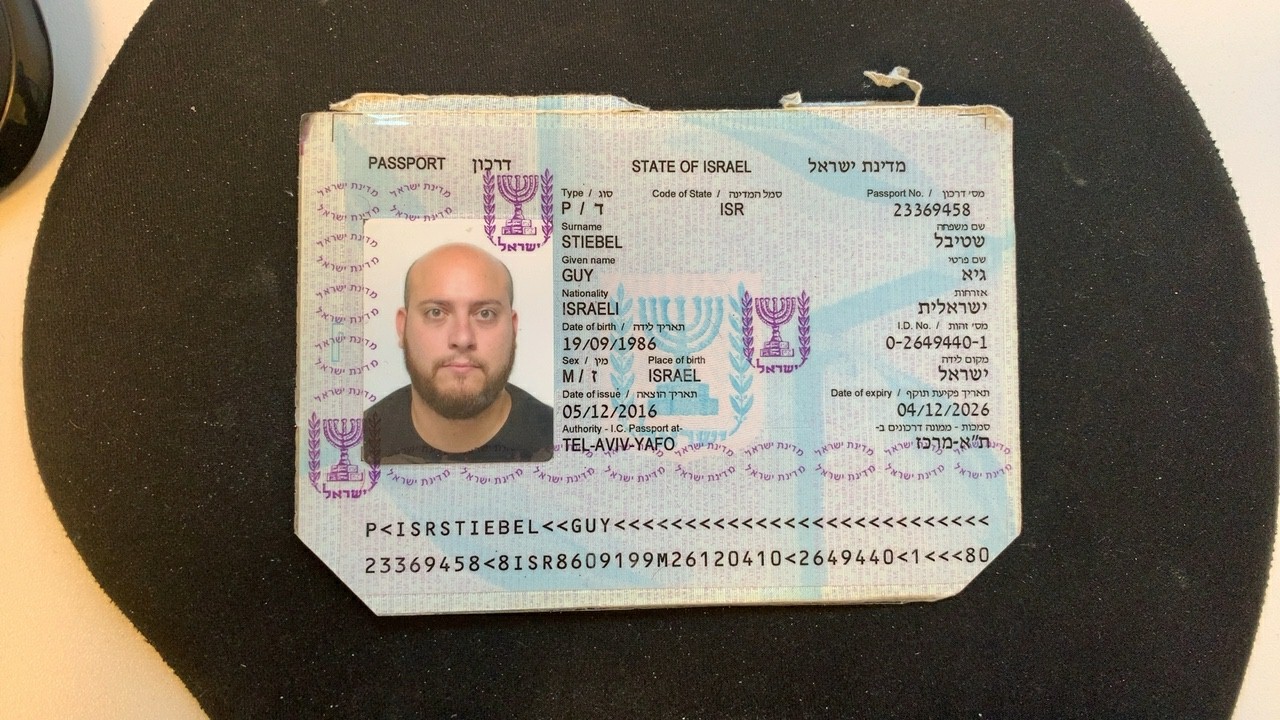 PASSPORT דרכון STATE OF ISRAEL מדינת ישראל
Type / סוג Code of State / סמל המדינה Passport No. / מס׳ דרכון
P / ד ISR 23369458
Surname שם משפחה
STIEBEL שטיבל
Given name שם פרטי
GUY גיא
Nationality אזרחות
ISRAELI ישראלית
Date of birth / תאריך לידה I.D. No. / מס׳ זהות
19/09/1986 0-2649440-1
Sex / מין Place of birth מקום לידה
M / ז ISRAEL ישראל
Date of issue / תאריך הוצאה Date of expiry / תאריך פקיעת תוקף
05/12/2016 04/12/2026
Authority - I.C. Passport at- סמכות - ממונה דרכונים ב-
TEL-AVIV-YAFO ת״א-מרכז
ישראל
ישראל
ישראל
מדינת ישראל מדינת ישראל מדינת ישראל
P<ISRSTIEBEL<<GUY<<<<<<<<<<<<<<<<<<<<<<<<<<<
23369458<8ISR8609199M26120410<2649440<1<<<80